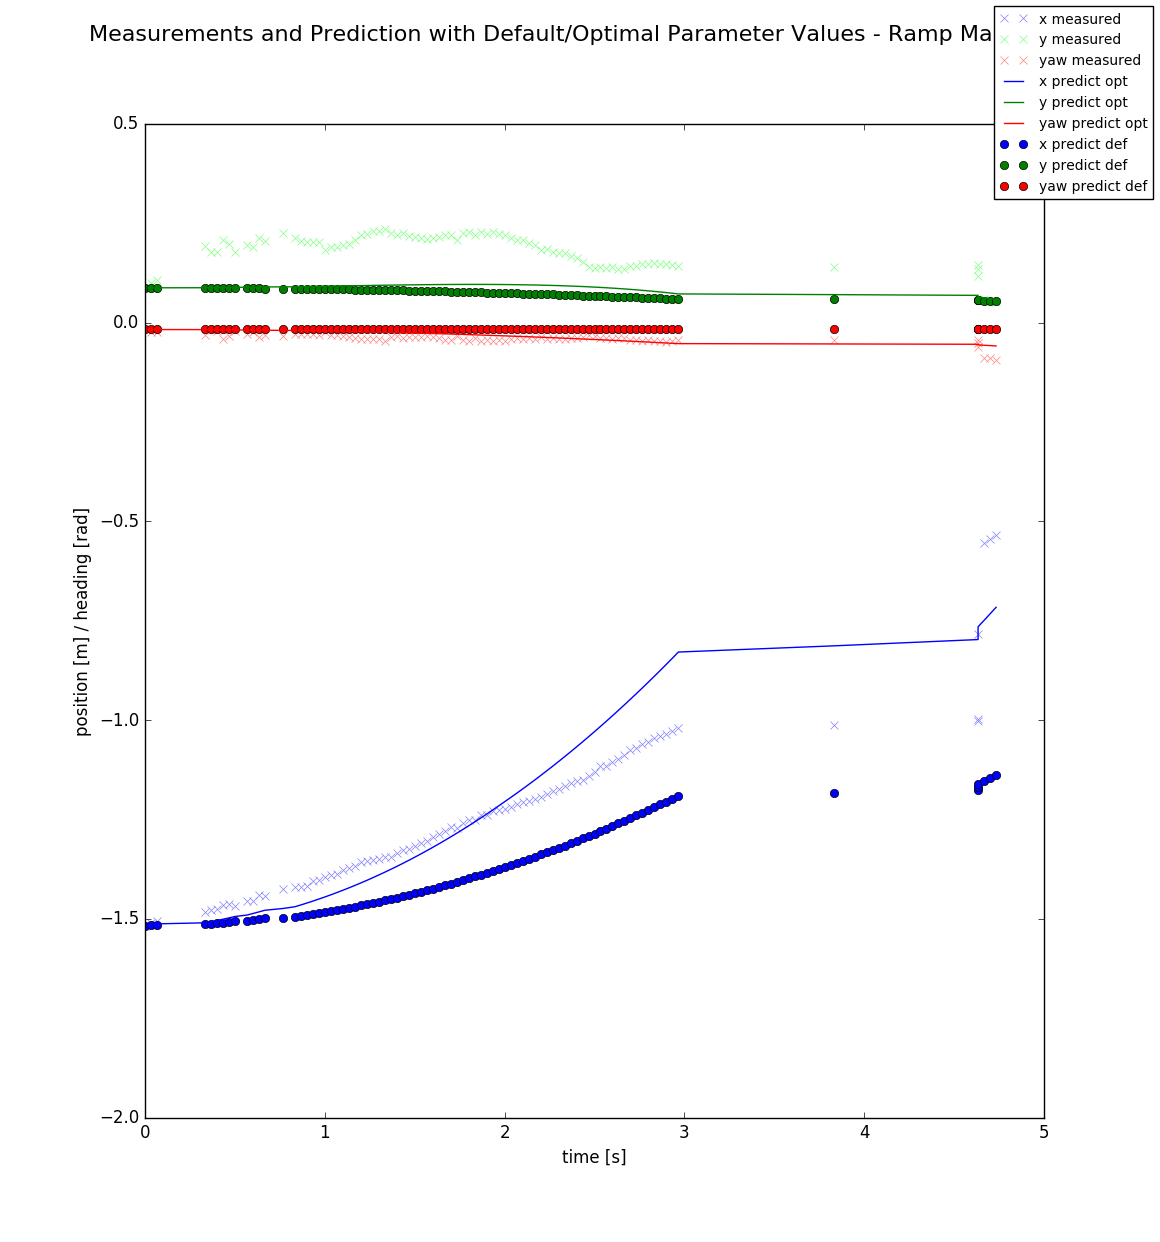 Measurements and Prediction with Default/Optimal Parameter Values - Ramp Ma
x measured
y measured
yaw measured
x predict opt
y predict opt
yaw predict opt
x predict def
y predict def
yaw predict def
0.5
0.0
−0.5
−1.0
−1.5
−2.0
position [m] / heading [rad]
0 1 2 3 4 5
time [s]